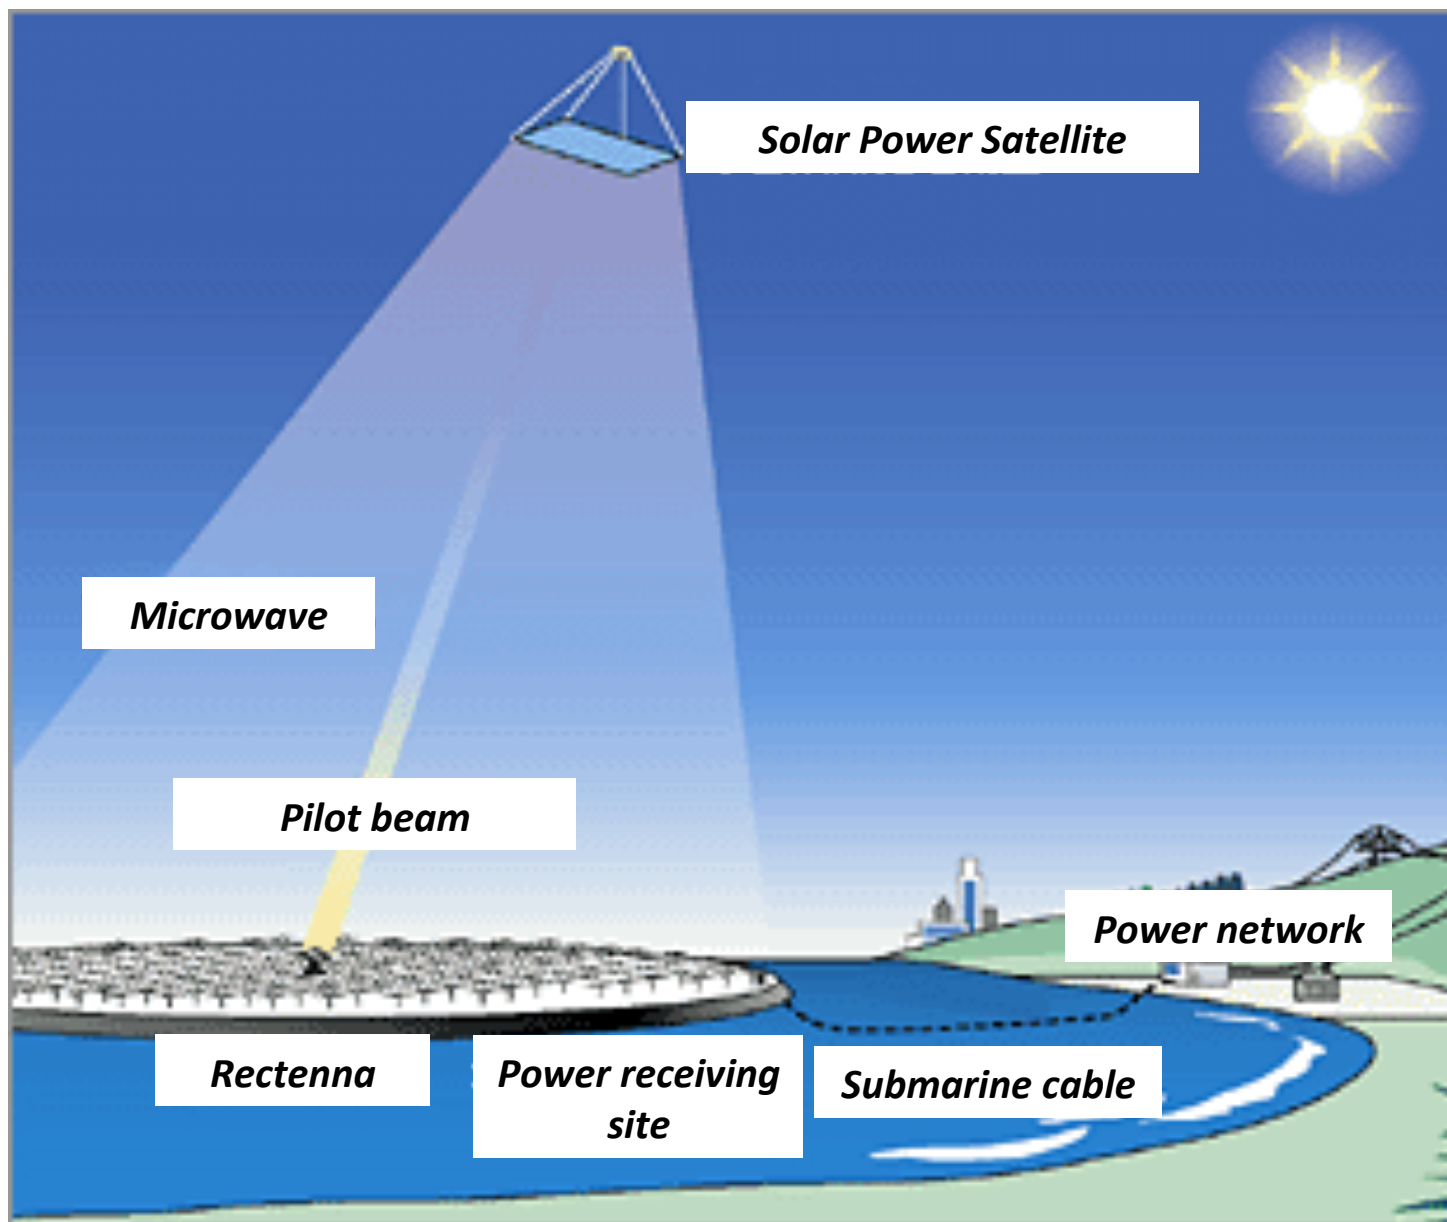 Solar Power Satellite
Microwave
Pilot beam
Power network
Rectenna
Power receiving
site
Submarine cable